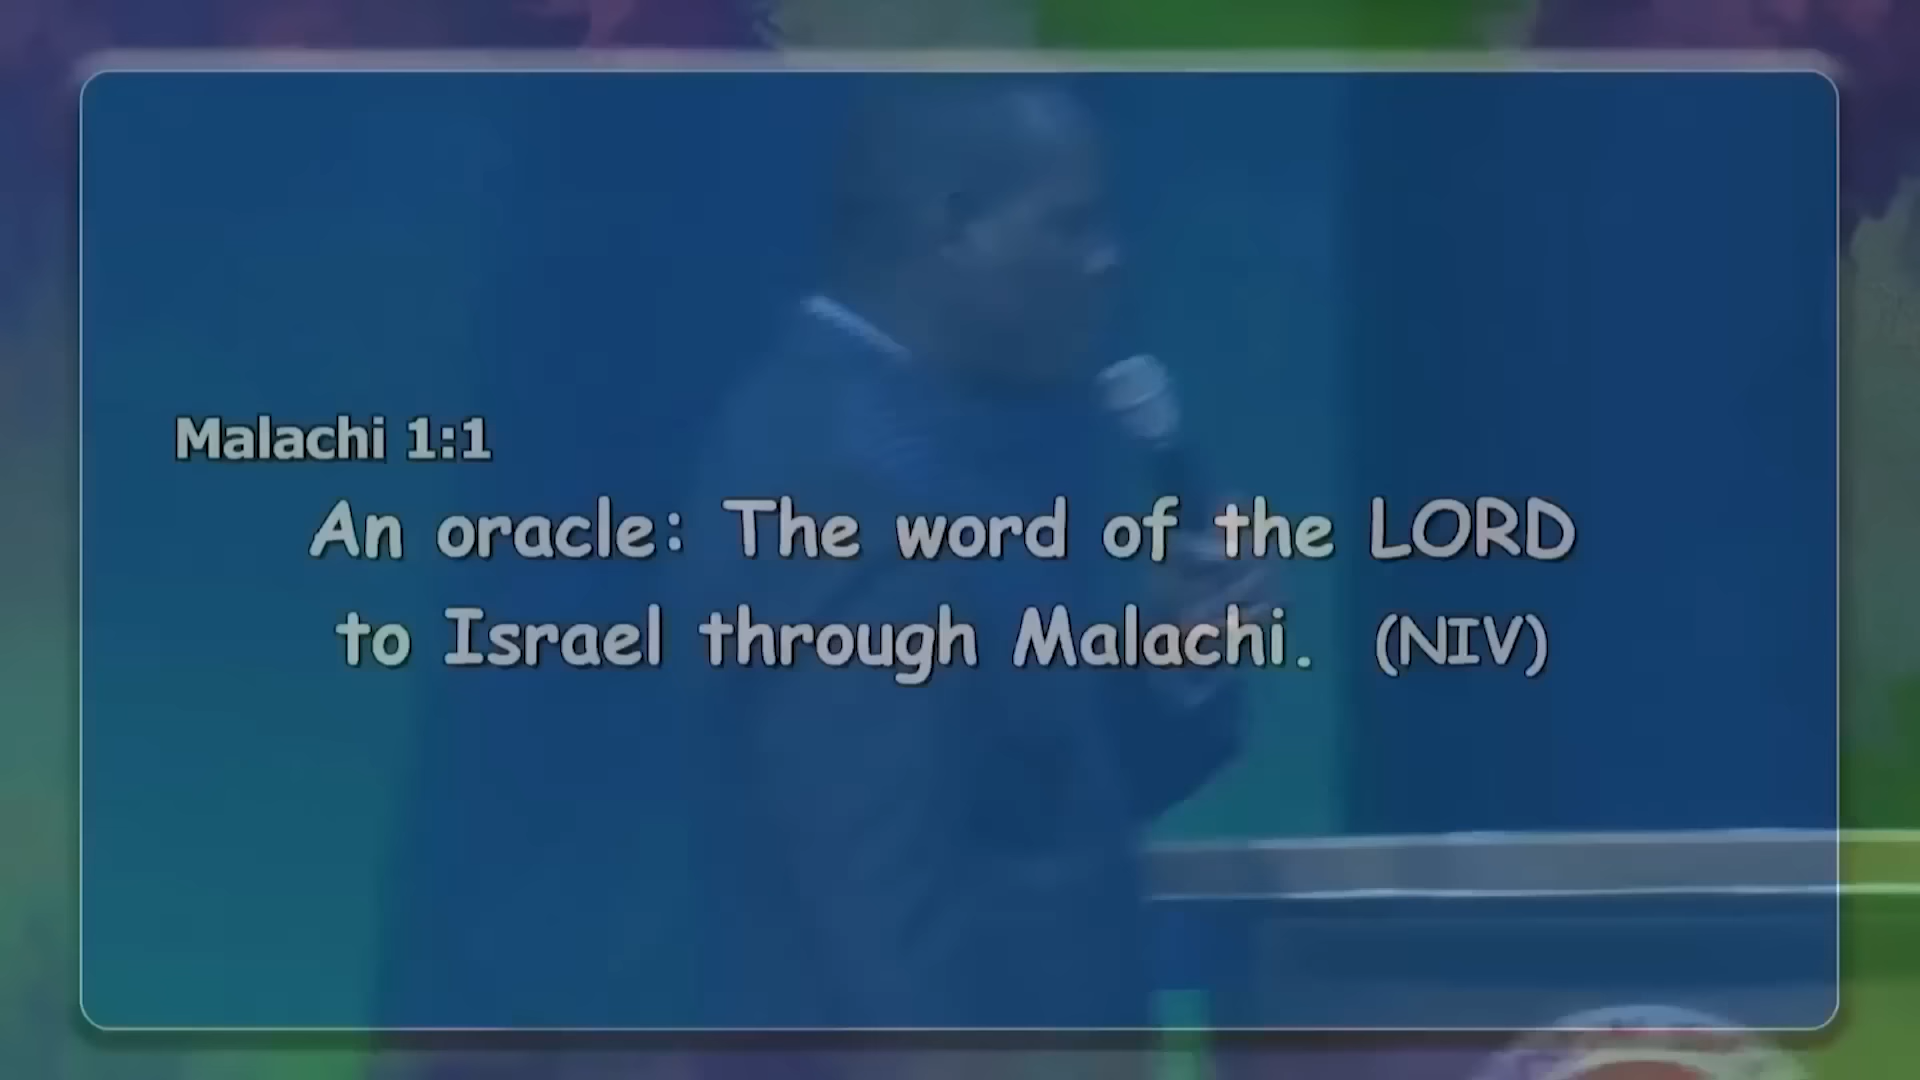 Malachi 1:1
An oracle: The word of the LORD
to Israel through Malachi. (NIV)